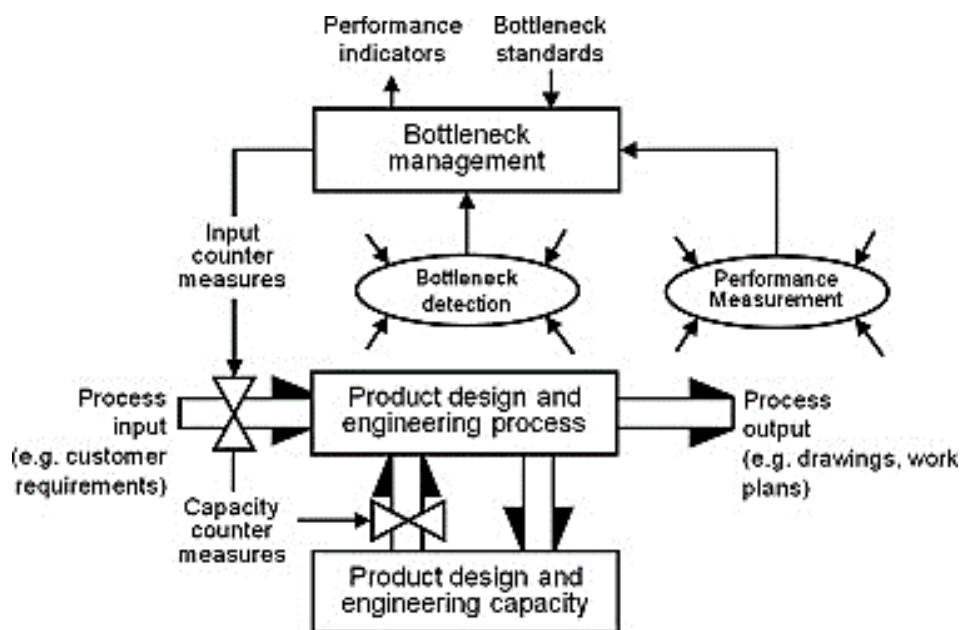 Performance
indicators
Bottleneck
standards
Bottleneck
management
Input
counter
measures
Bottleneck
detection
Performance
Measurement
Process
input
(e.g. customer
requirements)
Product design and
engineering process
Process
output
(e.g. drawings, work
plans)
Capacity
counter
measures
Product design and
engineering capacity